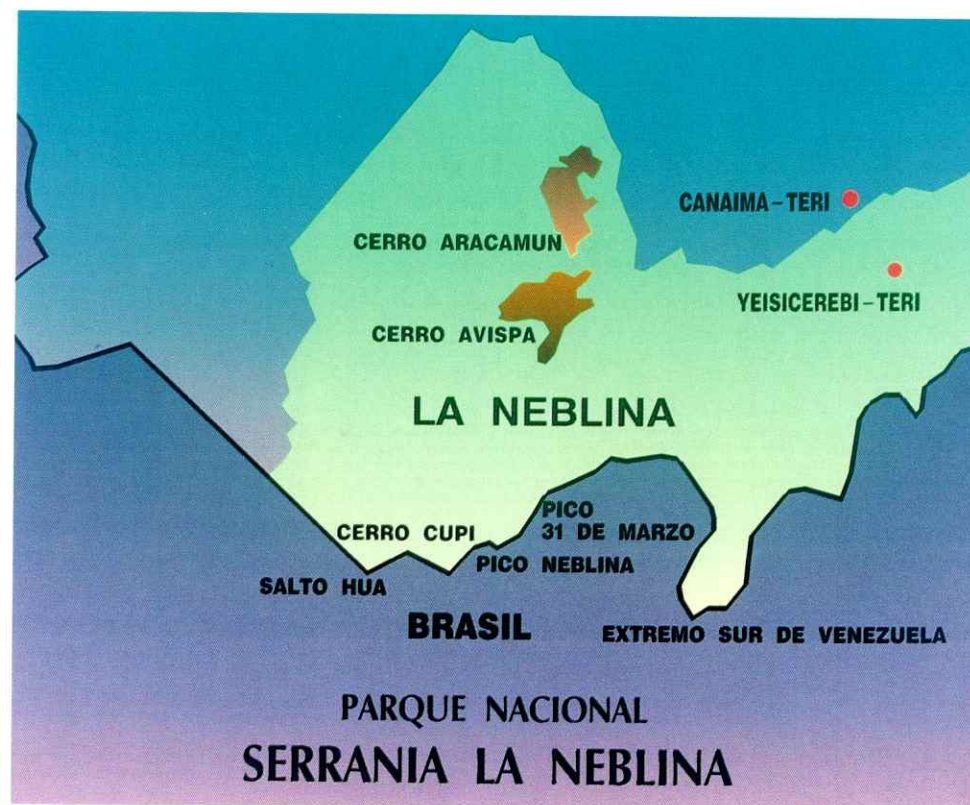 CANAIMA-TERI
CERRO ARACAMUN
YEISICEREBI-TERI
CERRO AVISPA
LA NEBLINA
PICO
31 DE MARZO
CERRO CUPI
PICO NEBLINA
SALTO HUA
BRASIL
EXTREMO SUR DE VENEZUELA
PARQUE NACIONAL
SERRANIA LA NEBLINA